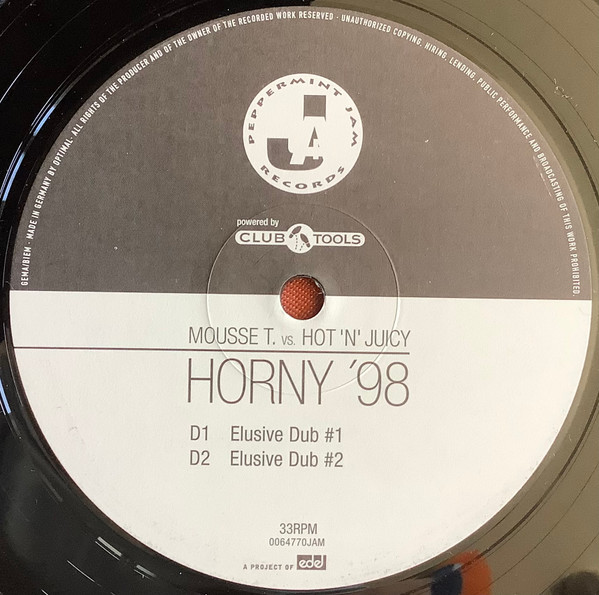 GEMA/BIEM · MADE IN GERMANY BY OPTIMAL · ALL RIGHTS OF THE PRODUCER AND OF THE OWNER OF THE RECORDED WORK RESERVED · UNAUTHORIZED COPYING, HIRING, LENDING, PUBLIC PERFORMANCE AND BROADCASTING OF THIS WORK PROHIBITED.
PEPPERMINT JAM
JA
RECORDS
powered by
CLUB TOOLS
MOUSSE T. VS. HOT 'N' JUICY
HORNY '98
D1 Elusive Dub #1
D2 Elusive Dub #2
33RPM
0064770JAM
A PROJECT OF edel